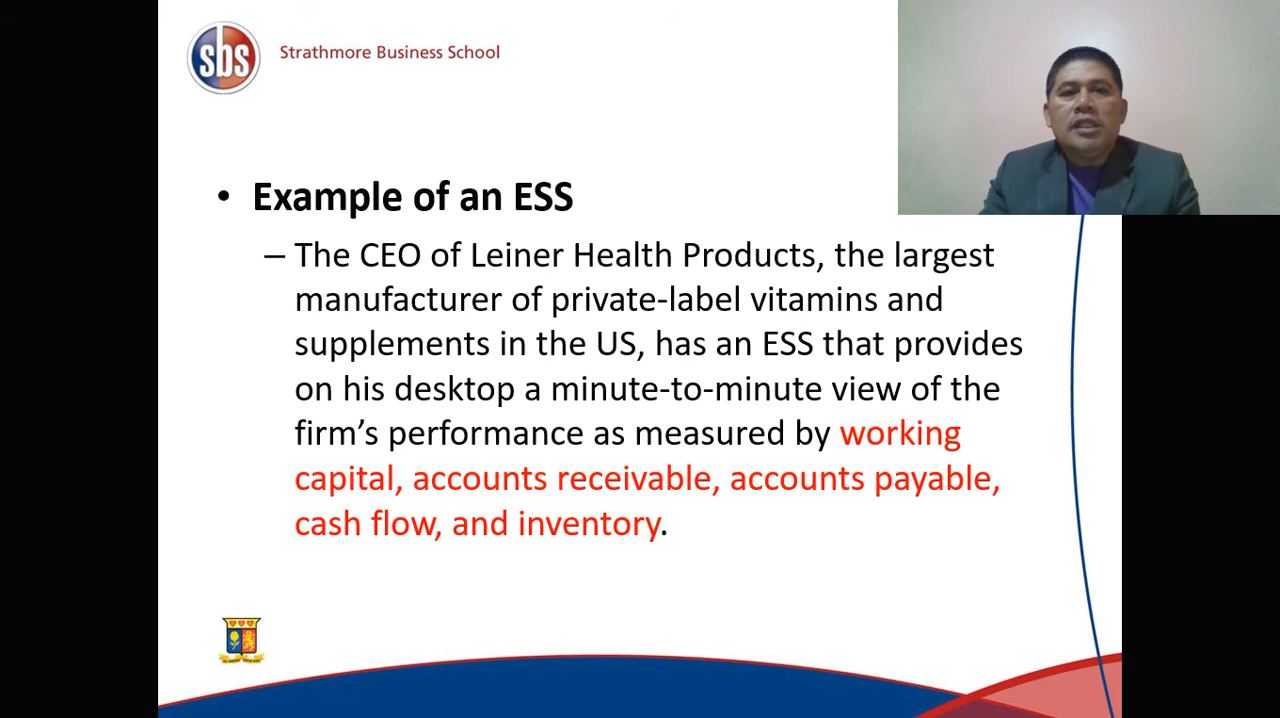 sbs
Strathmore Business School
• Example of an ESS
– The CEO of Leiner Health Products, the largest
manufacturer of private-label vitamins and
supplements in the US, has an ESS that provides
on his desktop a minute-to-minute view of the
firm’s performance as measured by working
capital, accounts receivable, accounts payable,
cash flow, and inventory.